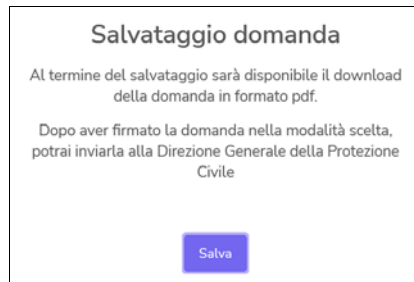 Salvataggio domanda
Al termine del salvataggio sarà disponibile il download
della domanda in formato pdf.
Dopo aver firmato la domanda nella modalità scelta,
potrai inviarla alla Direzione Generale della Protezione
Civile
Salva